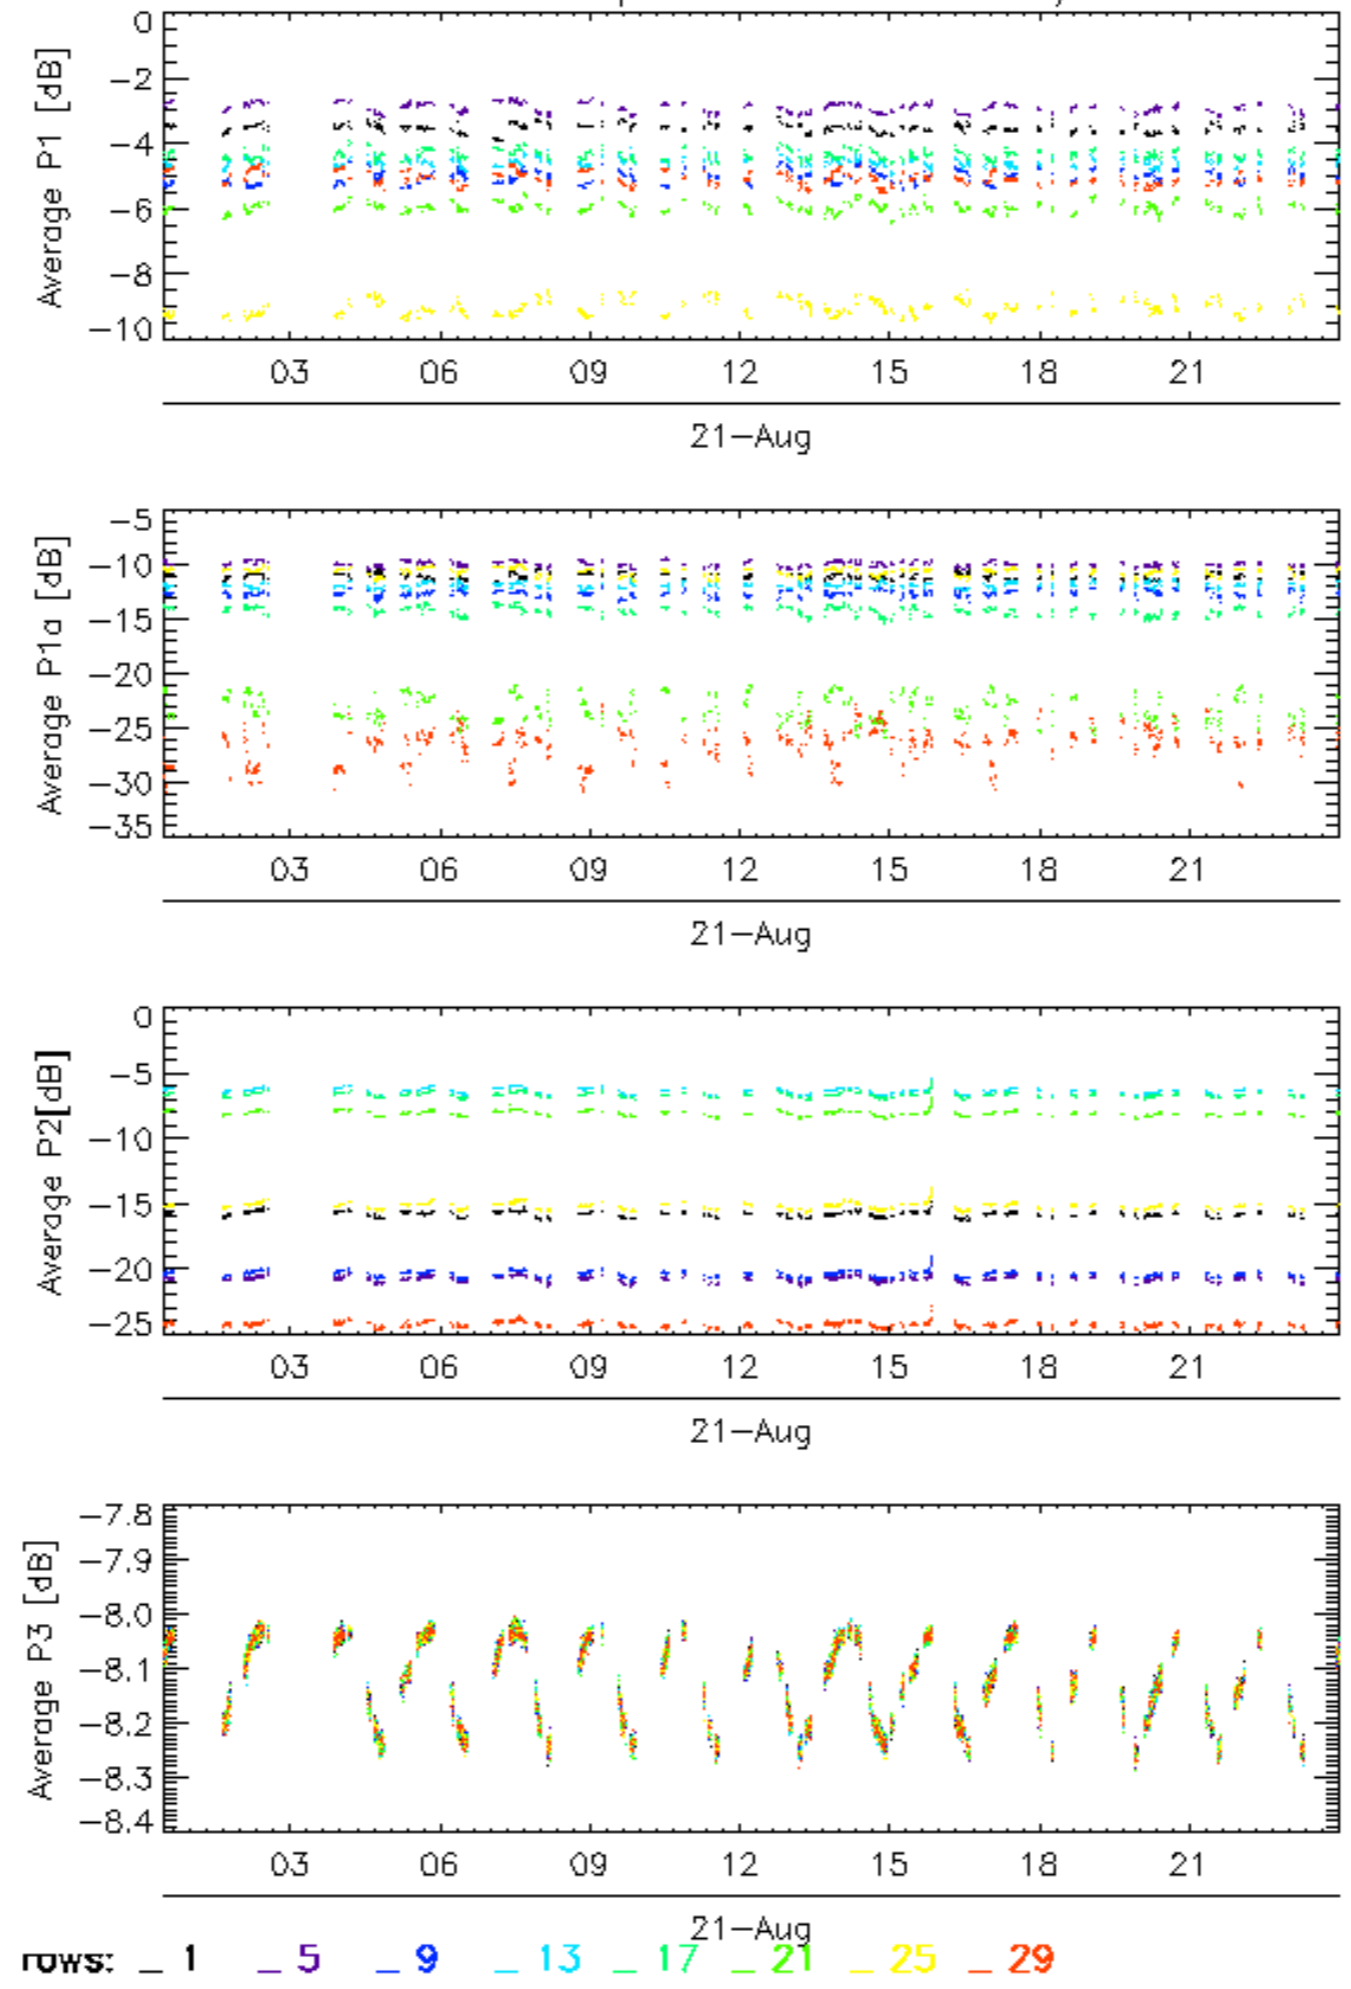 0
−2
−4
−6
−8
−10
Average P1 [dB]
03 06 09 12 15 18 21
21−Aug
−5
−10
−15
−20
−25
−30
−35
Average P1a [dB]
03 06 09 12 15 18 21
21−Aug
0
−5
−10
−15
−20
−25
Average P2[dB]
03 06 09 12 15 18 21
21−Aug
−7.8
−7.9
−8.0
−8.1
−8.2
−8.3
−8.4
Average P3 [dB]
03 06 09 12 15 18 21
21−Aug
rows: _ 1 _ 5 _ 9 _ 13 _ 17 _ 21 _ 25 _ 29